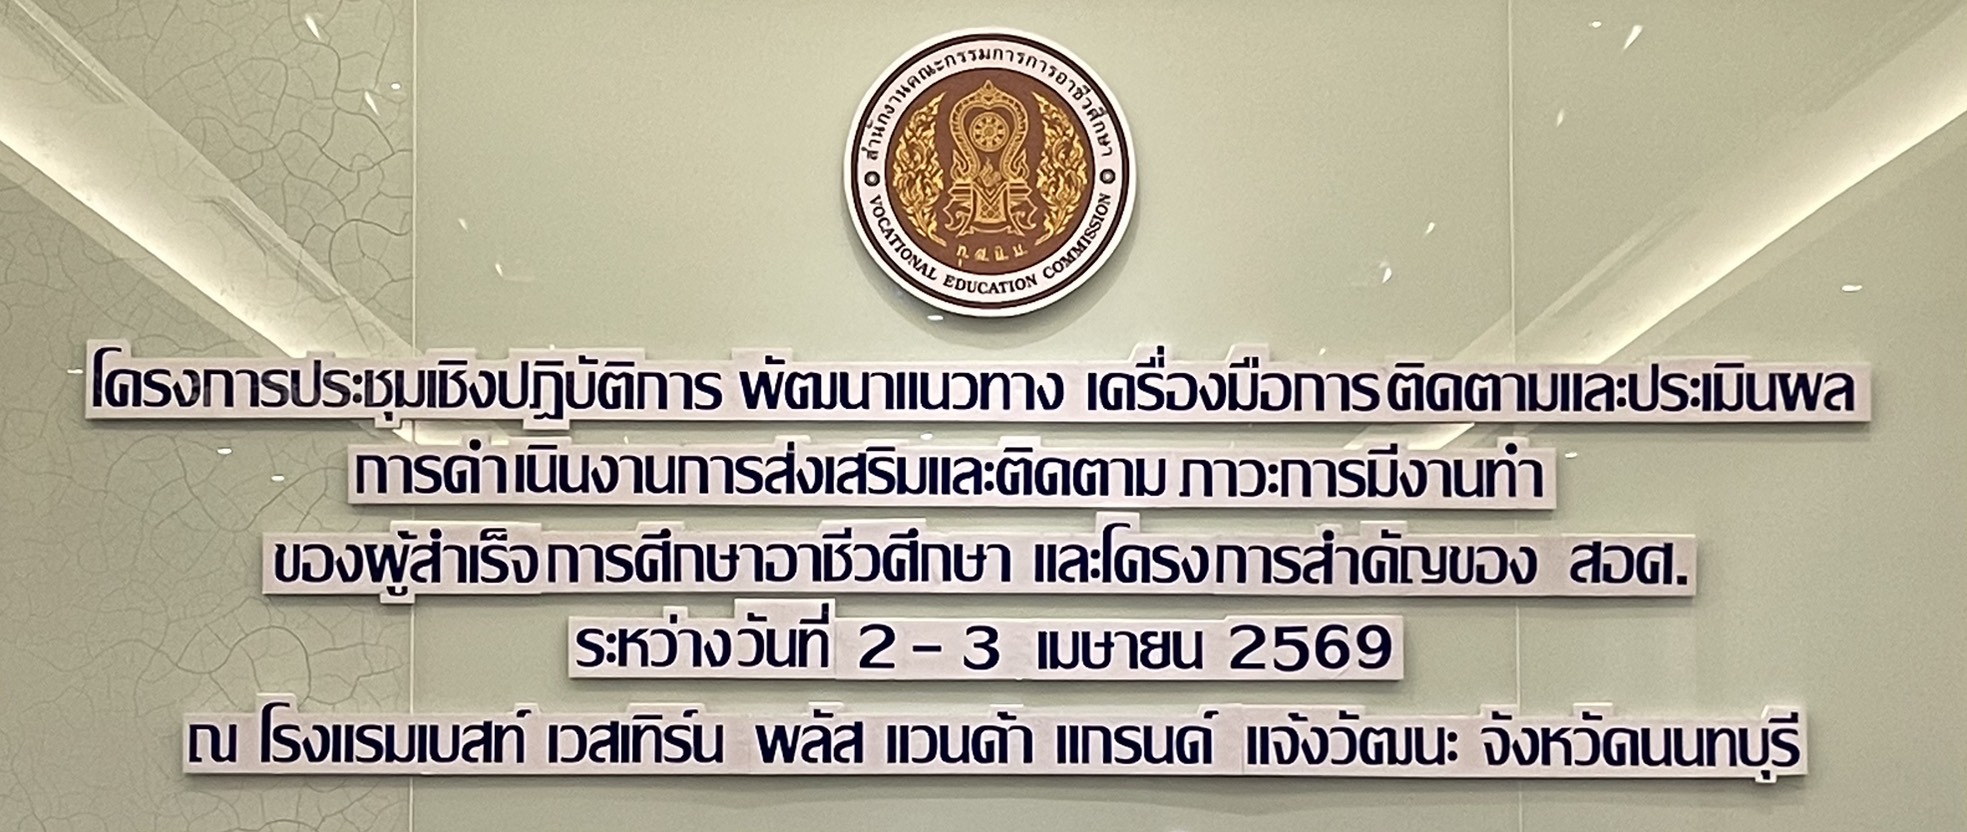 สำนักงานคณะกรรมการการอาชีวศึกษา
VOCATIONAL EDUCATION COMMISSION
โครงการประชุมเชิงปฏิบัติการ พัฒนาแนวทาง เครื่องมือการติดตามและประเมินผล
การดำเนินงานการส่งเสริมและติดตาม ภาวะการมีงานทำ
ของผู้สำเร็จการศึกษาอาชีวศึกษา และโครงการสำคัญของ สอศ.
ระหว่างวันที่ 2 – 3 เมษายน 2569
ณ โรงแรมเบสท์ เวสเทิร์น พลัส แวนด้า แกรนด์ แจ้งวัฒนะ จังหวัดนนทบุรี